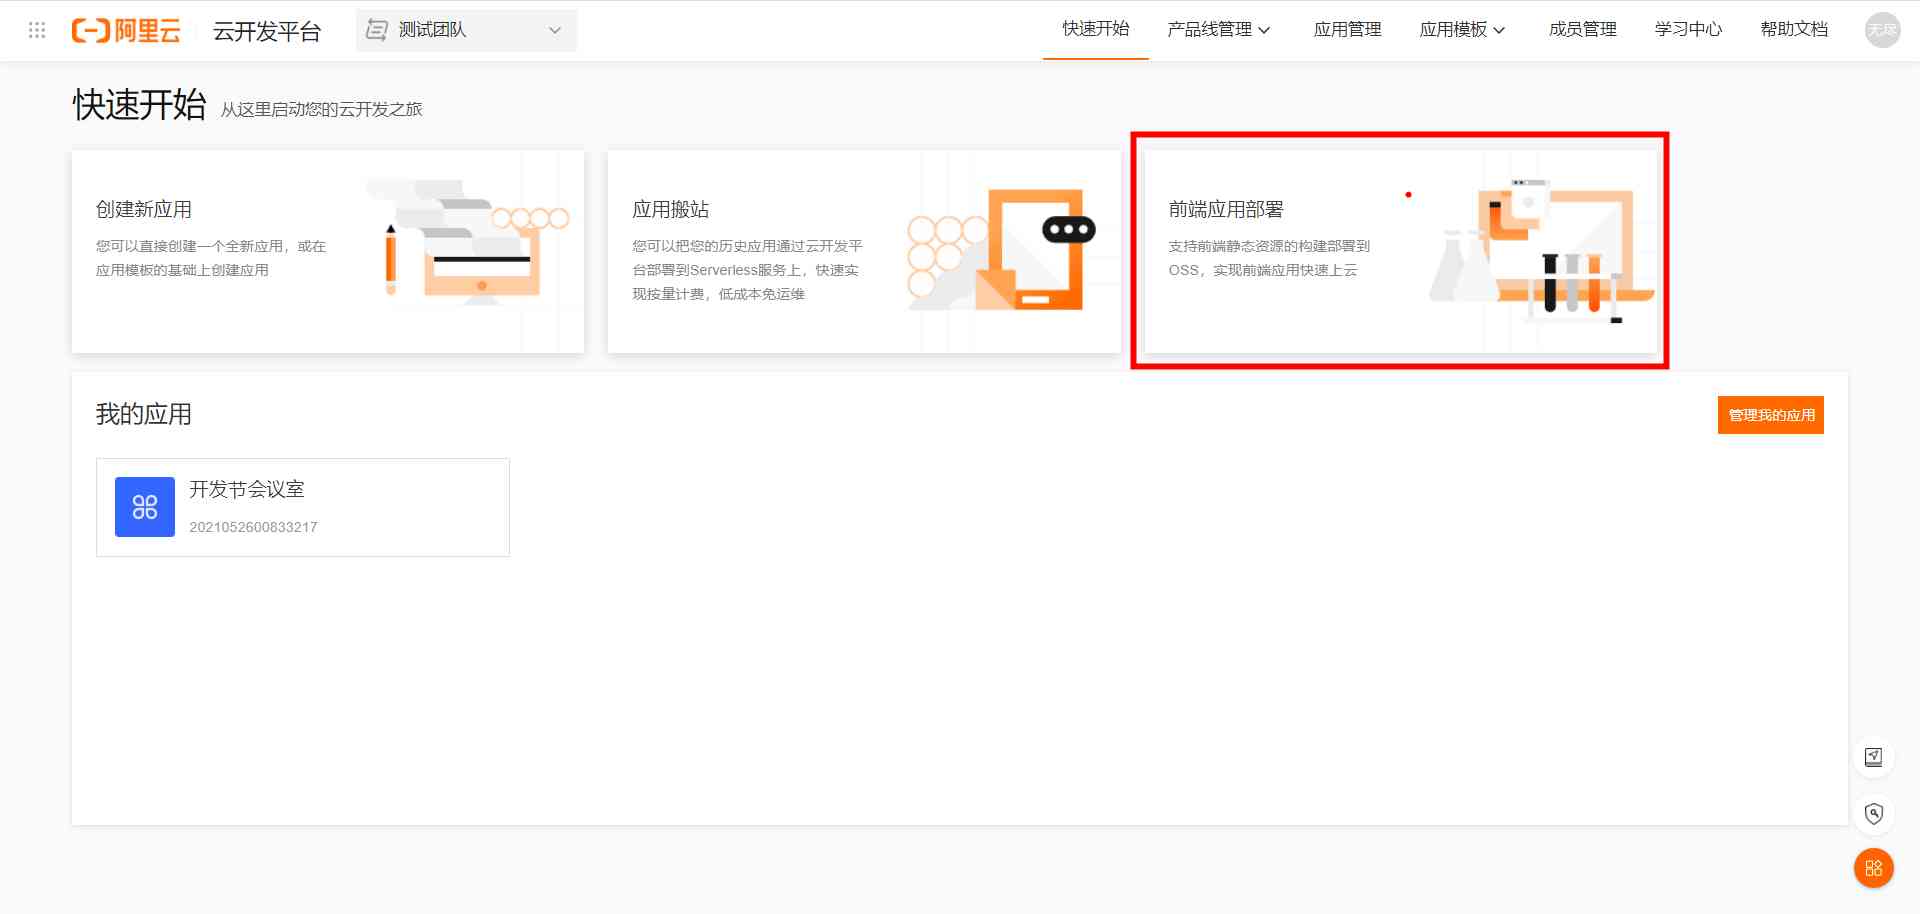 阿里云
云开发平台
测试团队
快速开始
产品线管理
应用管理
应用模板
成员管理
学习中心
帮助文档
无尽
快速开始 从这里启动您的云开发之旅
创建新应用
您可以直接创建一个全新应用，或在
应用模板的基础上创建应用
应用搬站
您可以把您的历史应用通过云开发平
台部署到Serverless服务上，快速实
现按量计费，低成本免运维
前端应用部署
支持前端静态资源的构建部署到
OSS，实现前端应用快速上云
我的应用
管理我的应用
开发节会议室
2021052600833217